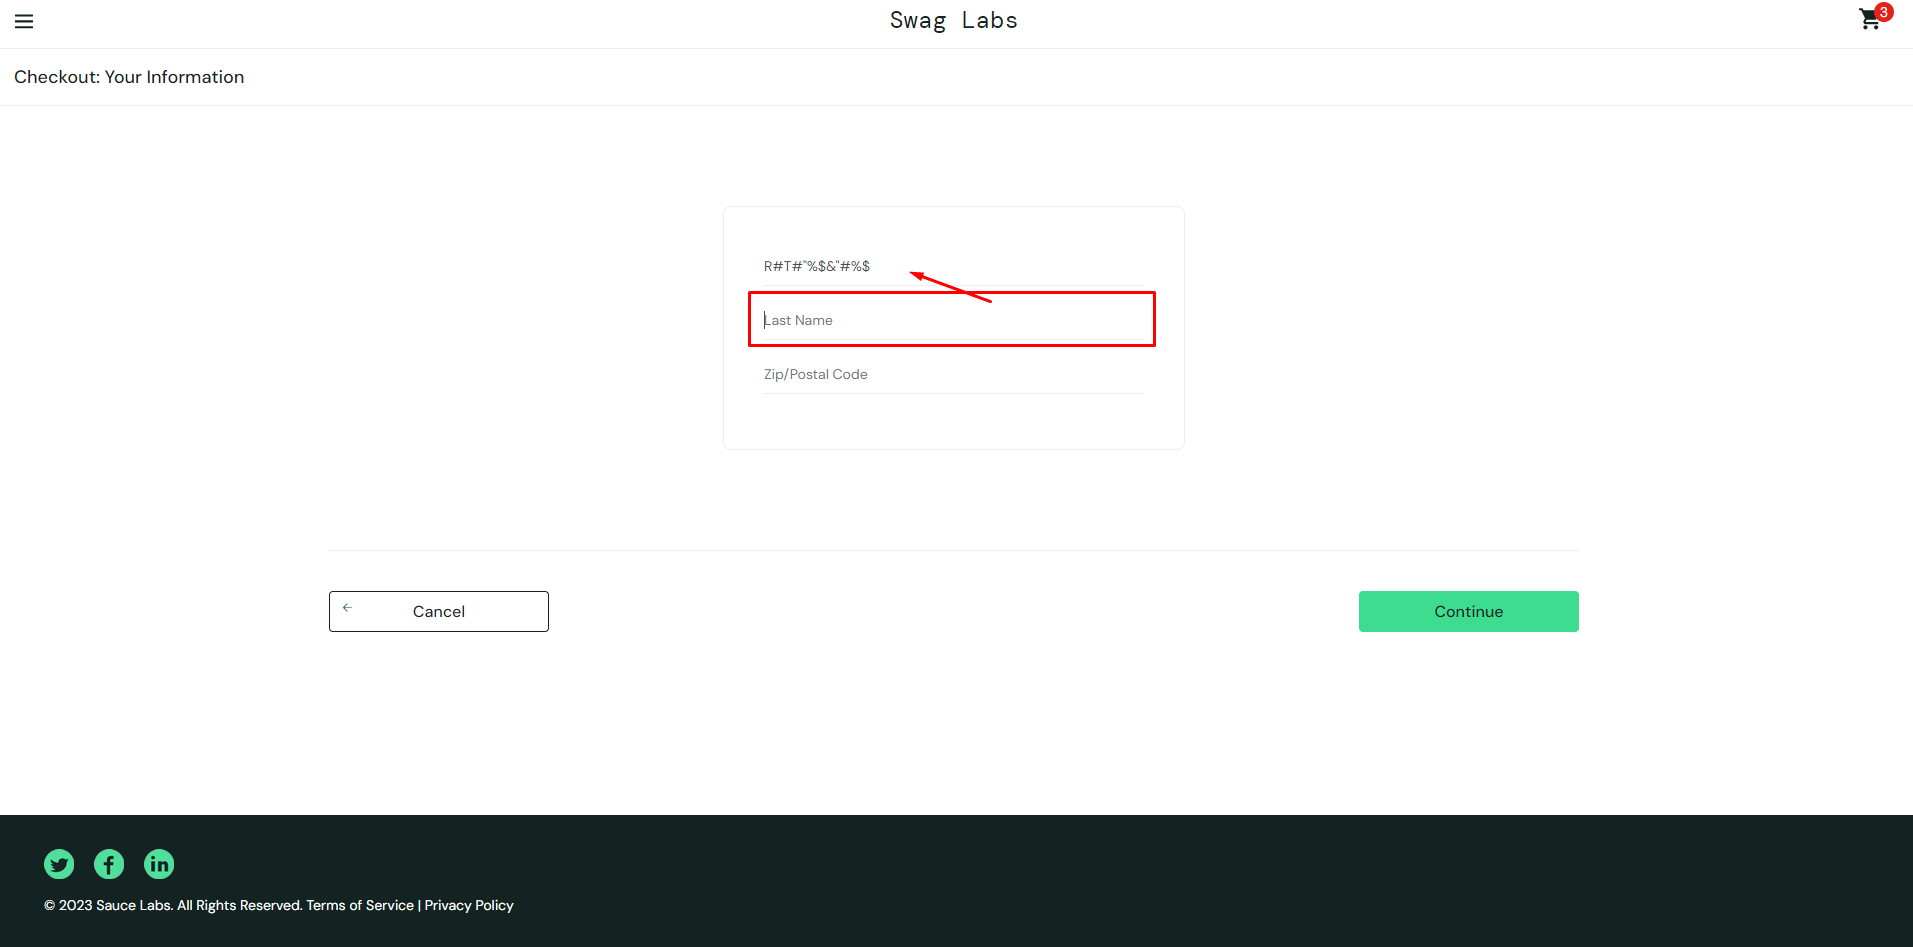 Swag Labs
3
Checkout: Your Information
R#T#"%$&"#%$
Last Name
Zip/Postal Code
Cancel
Continue
© 2023 Sauce Labs. All Rights Reserved. Terms of Service | Privacy Policy